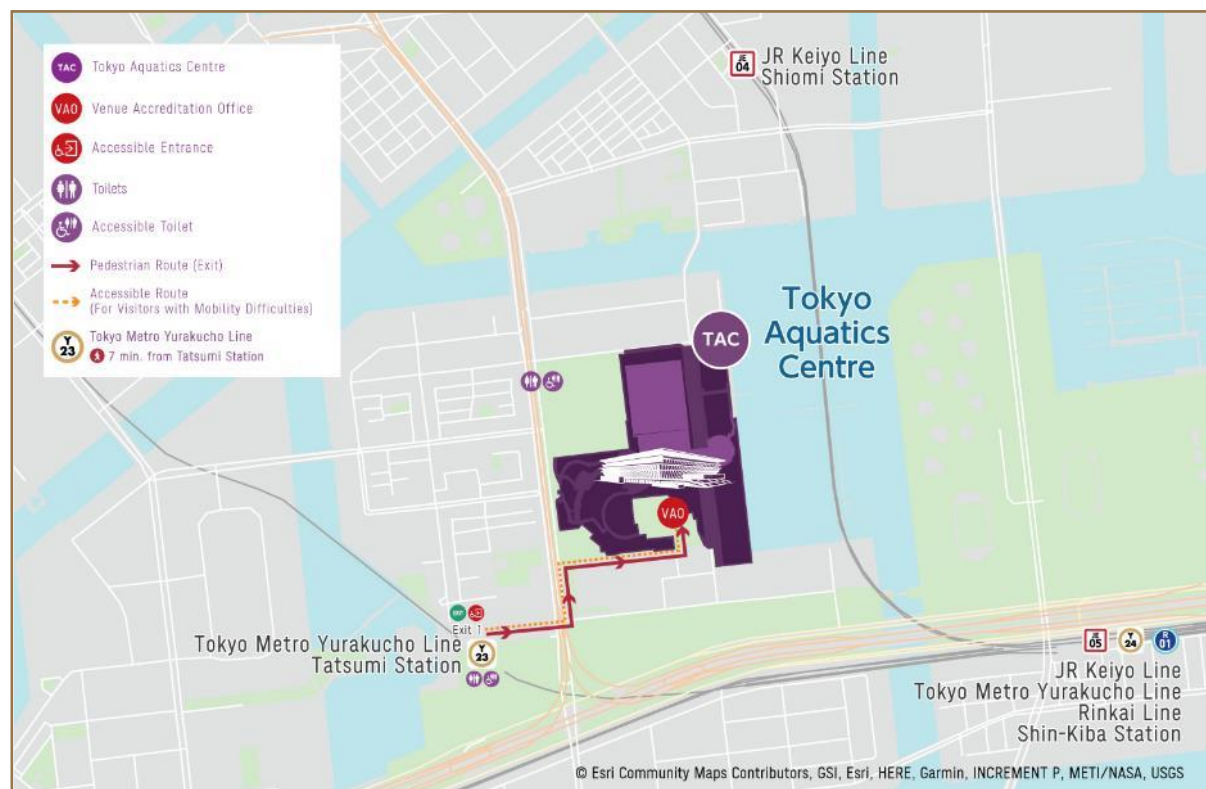 TAC Tokyo Aquatics Centre
VAO Venue Accreditation Office
Accessible Entrance
Toilets
Accessible Toilet
Pedestrian Route (Exit)
Accessible Route
(For Visitors with Mobility Difficulties)
Y 23 Tokyo Metro Yurakucho Line
7 min. from Tatsumi Station
JE 04 JR Keiyo Line
Shiomi Station
TAC
Tokyo
Aquatics
Centre
VAO
Exit 1
Tokyo Metro Yurakucho Line
Tatsumi Station
Y 23
JE 05 Y 24 R 01
JR Keiyo Line
Tokyo Metro Yurakucho Line
Rinkai Line
Shin-Kiba Station
© Esri Community Maps Contributors, GSI, Esri, HERE, Garmin, INCREMENT P, METI/NASA, USGS